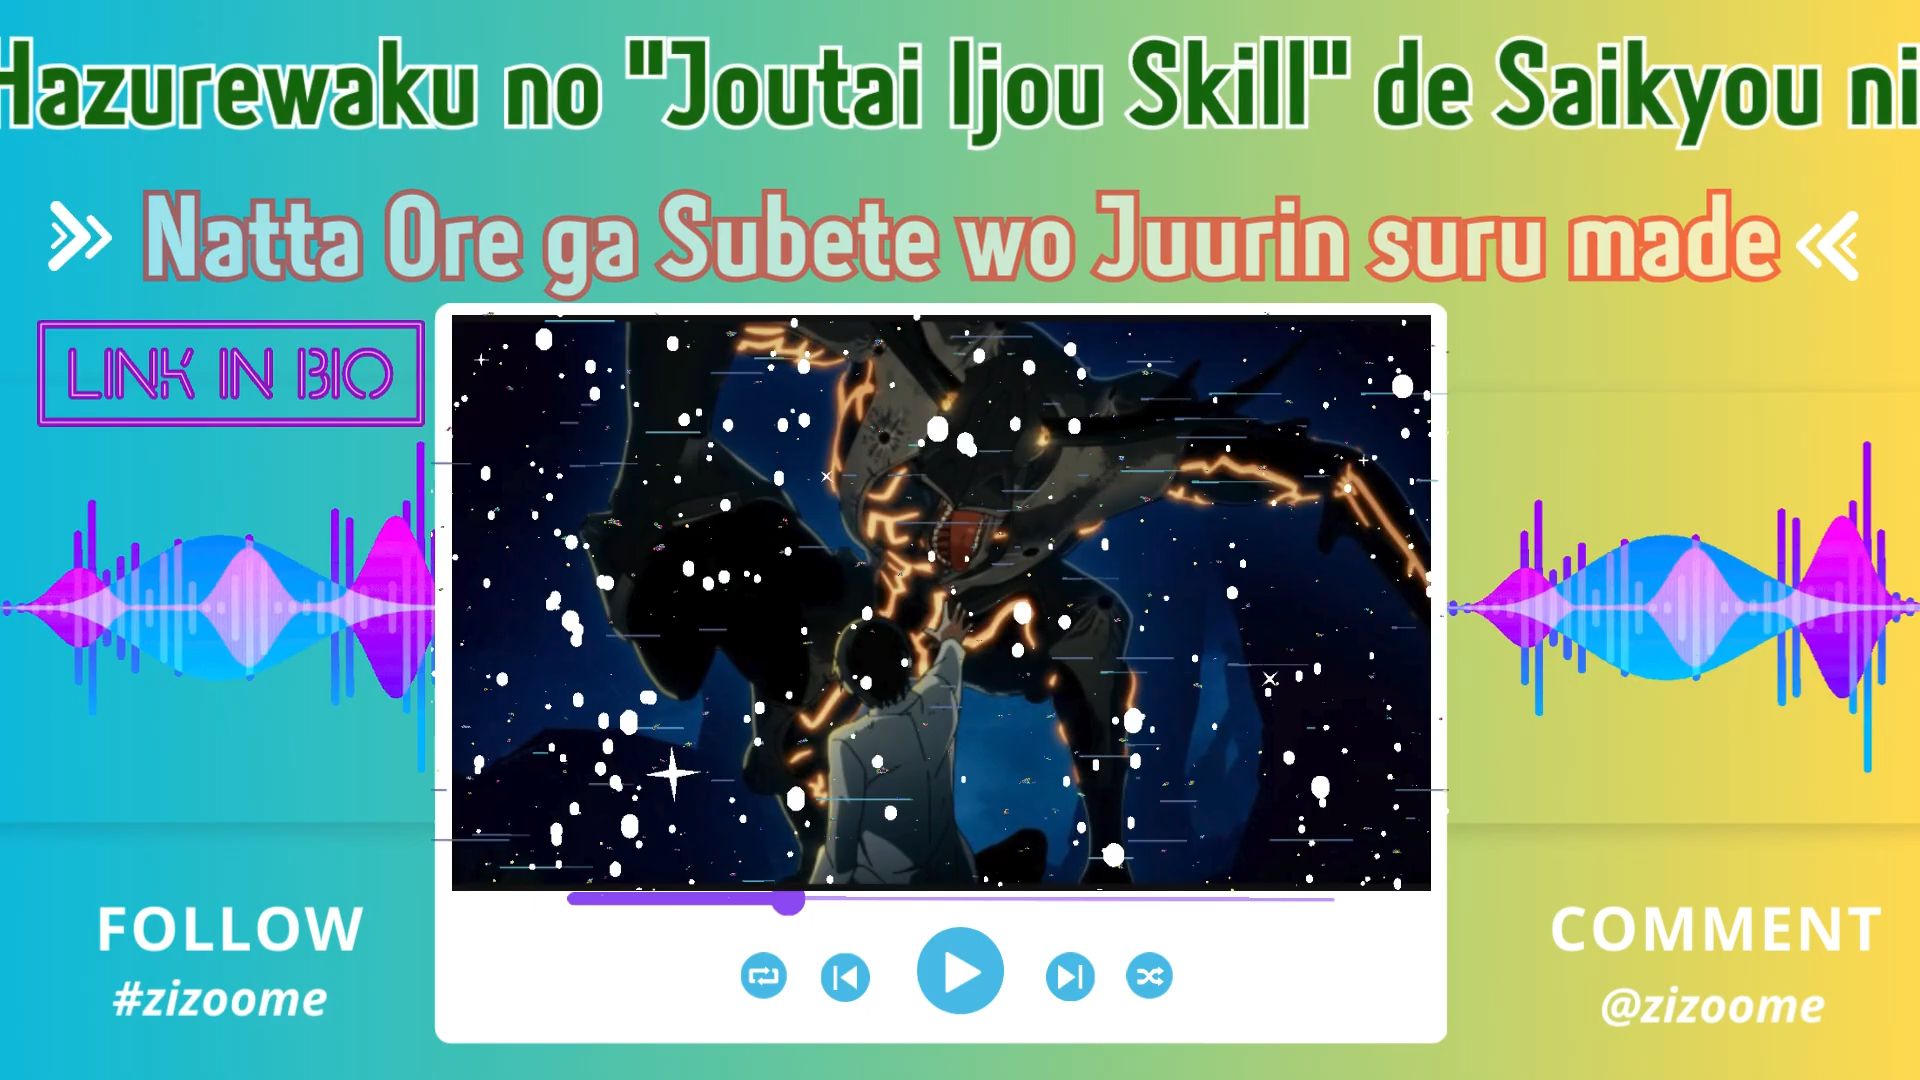 Hazurewaku no "Joutai Ijou Skill" de Saikyou ni
Natta Ore ga Subete wo Juurin suru made
LINK IN BIO
FOLLOW
#zizoome
COMMENT
@zizoome